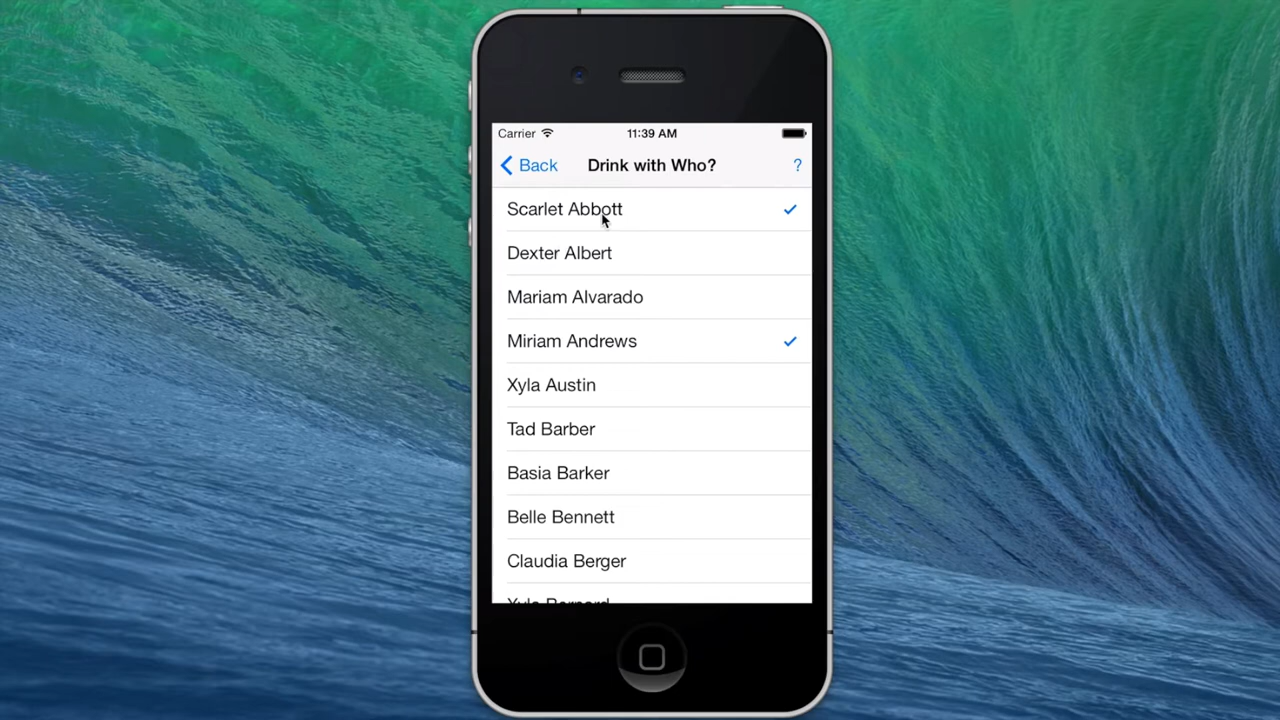 Carrier 11:39 AM
Back Drink with Who? ?
Scarlet Abbott
Dexter Albert
Mariam Alvarado
Miriam Andrews
Xyla Austin
Tad Barber
Basia Barker
Belle Bennett
Claudia Berger